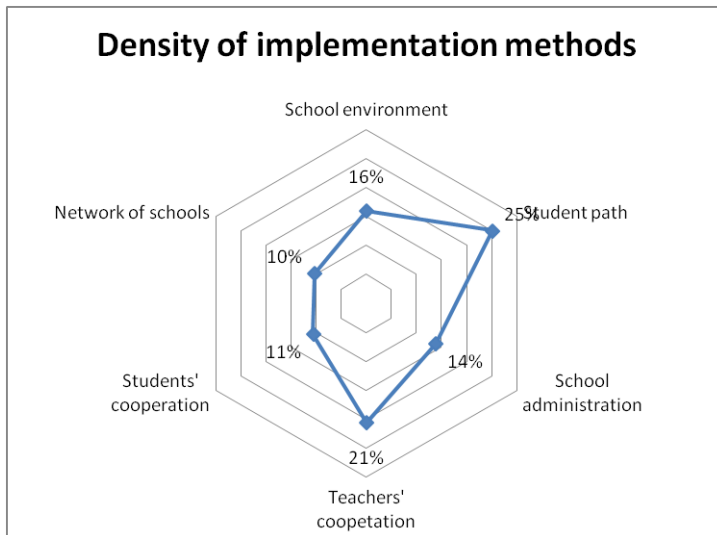 Density of implementation methods
School environment
16%
Network of schools
25%
Student path
10%
11%
14%
Students'
cooperation
School
administration
21%
Teachers'
coopetation